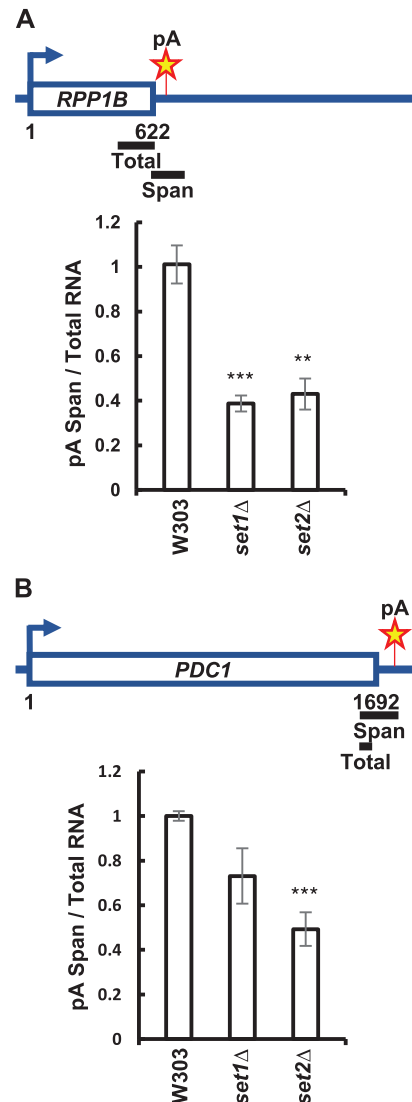 A
pA
RPP1B
1 622
Total
Span
pA Span / Total RNA
1.2
1
0.8
0.6
0.4
0.2
0
*** **
W303 set1Δ set2Δ
B
pA
PDC1
1 1692
Span
Total
pA Span / Total RNA
1.2
1
0.8
0.6
0.4
0.2
0
***
W303 set1Δ set2Δ